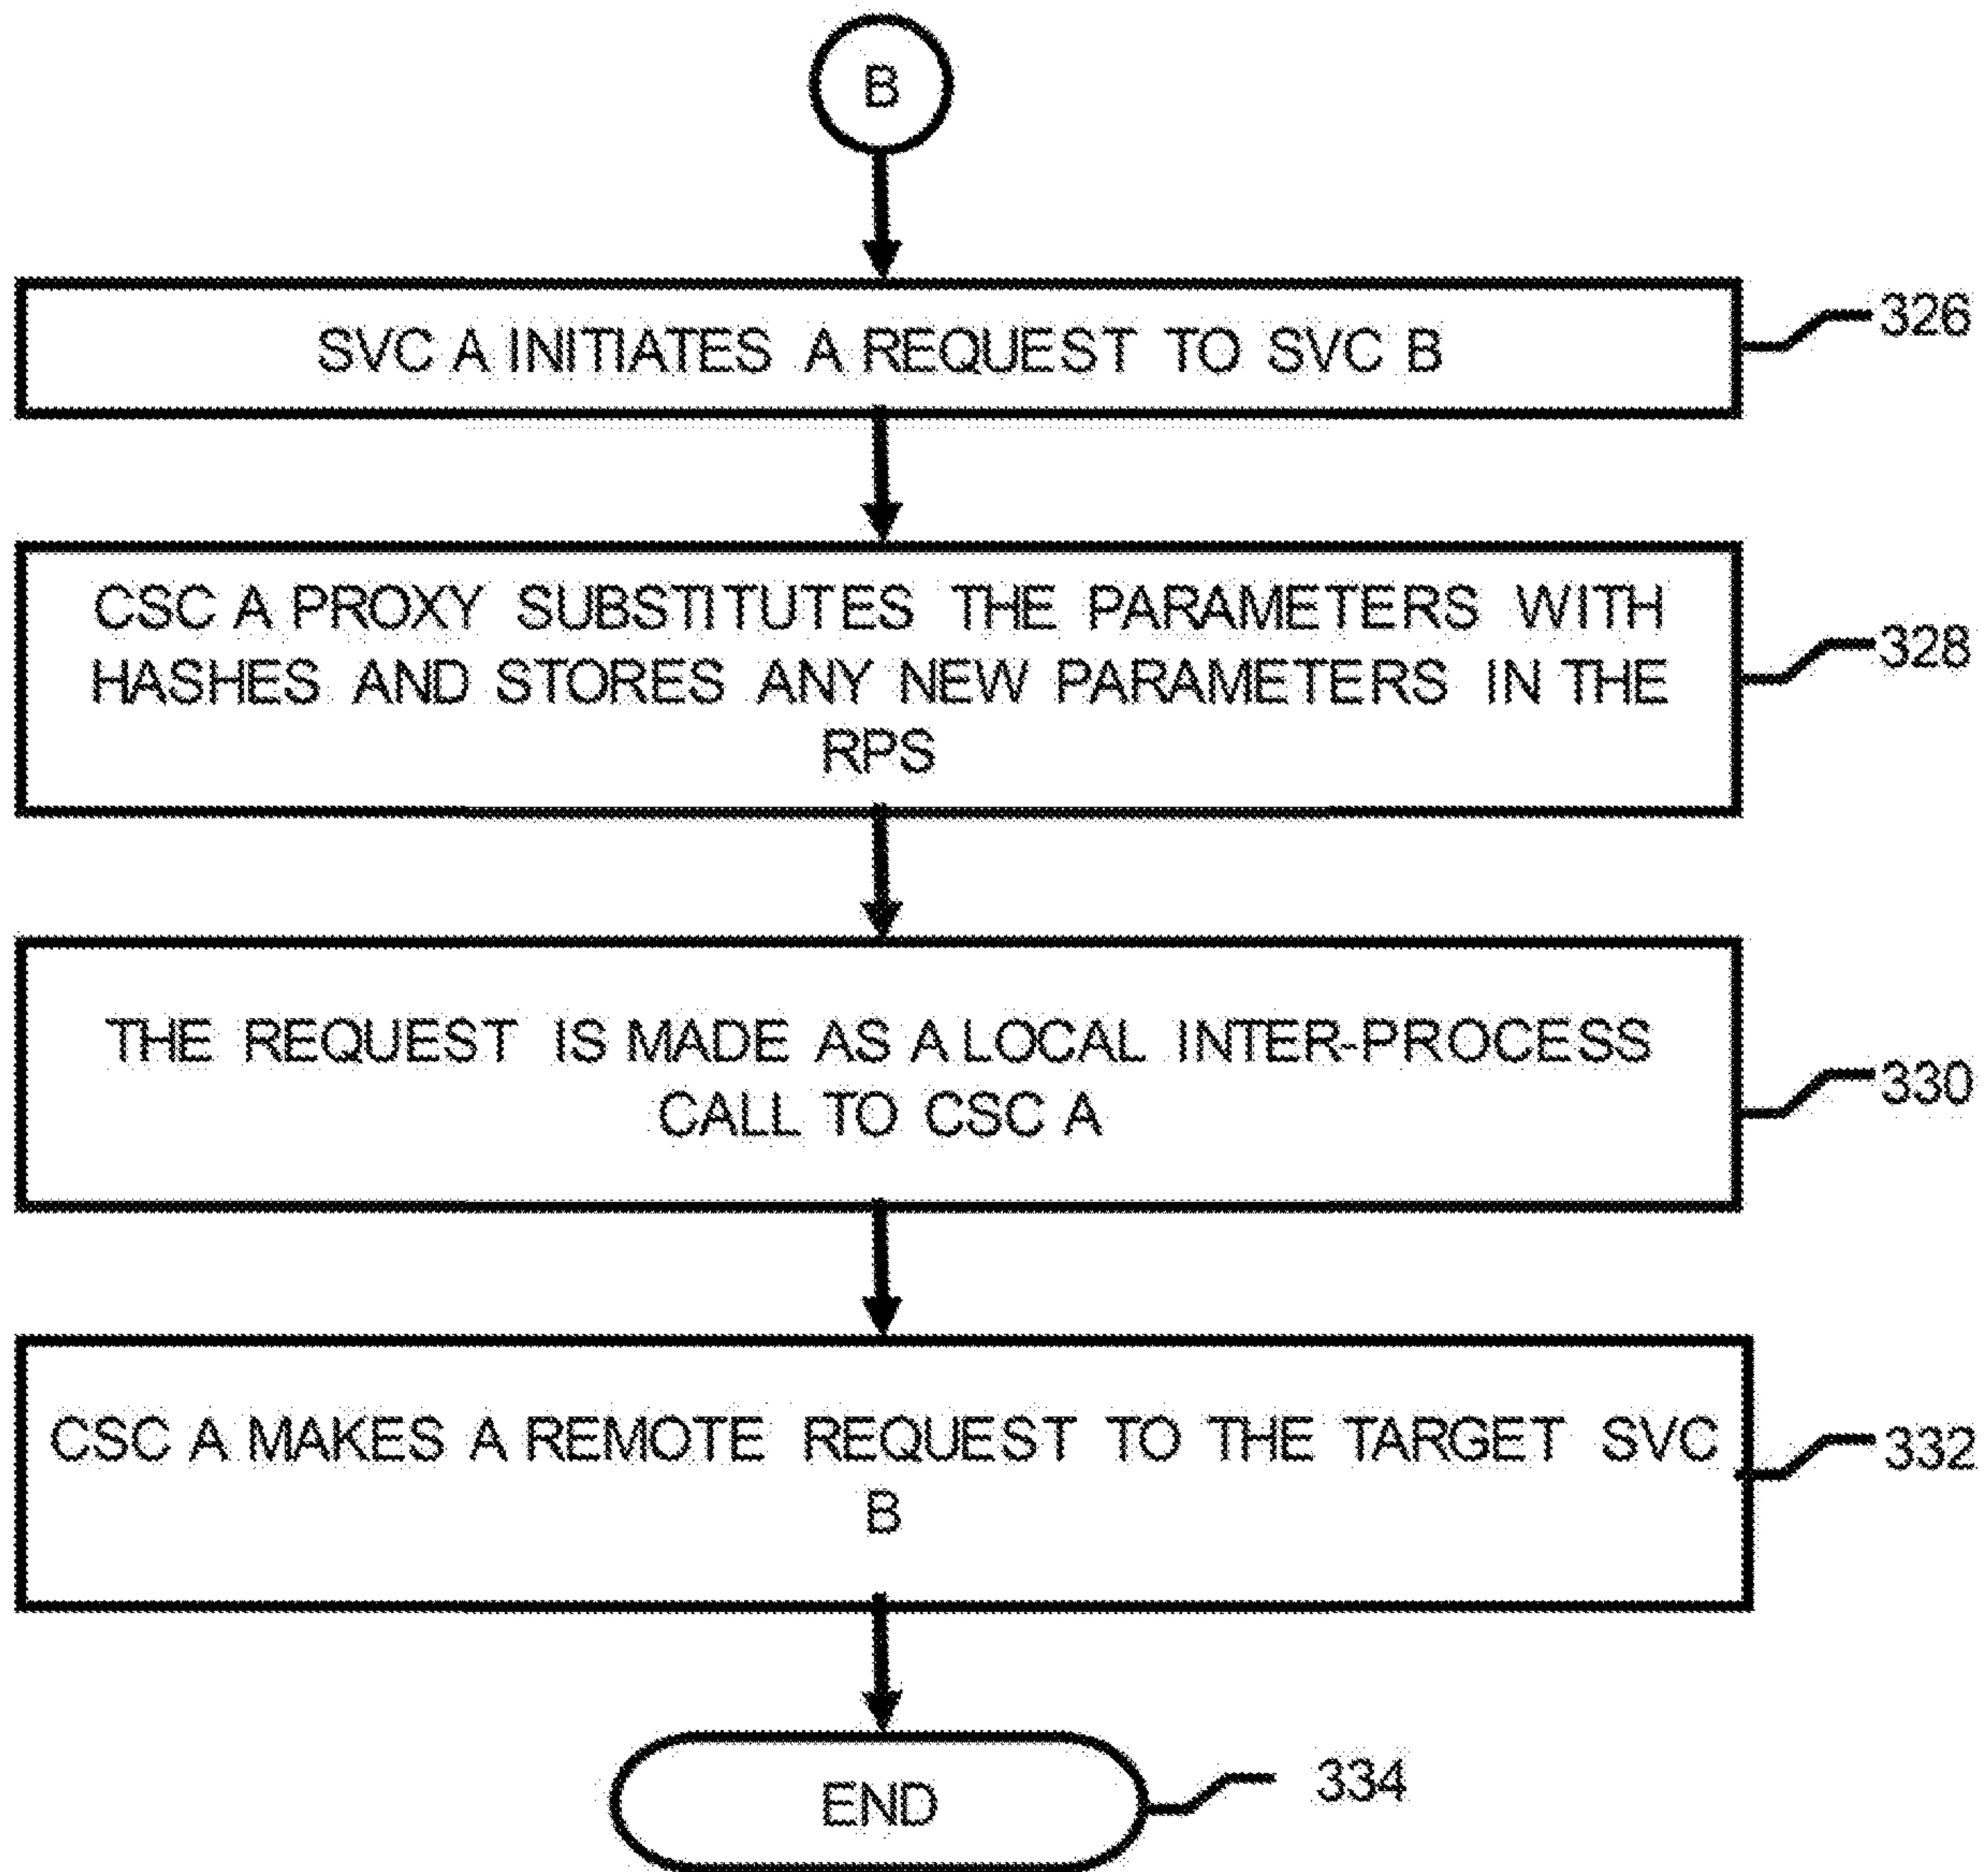 B
SVC A INITIATES A REQUEST TO SVC B
326
CSC A PROXY SUBSTITUTES THE PARAMETERS WITH
HASHES AND STORES ANY NEW PARAMETERS IN THE
RPS
328
THE REQUEST IS MADE AS A LOCAL INTER-PROCESS
CALL TO CSC A
330
CSC A MAKES A REMOTE REQUEST TO THE TARGET SVC
B
332
END
334